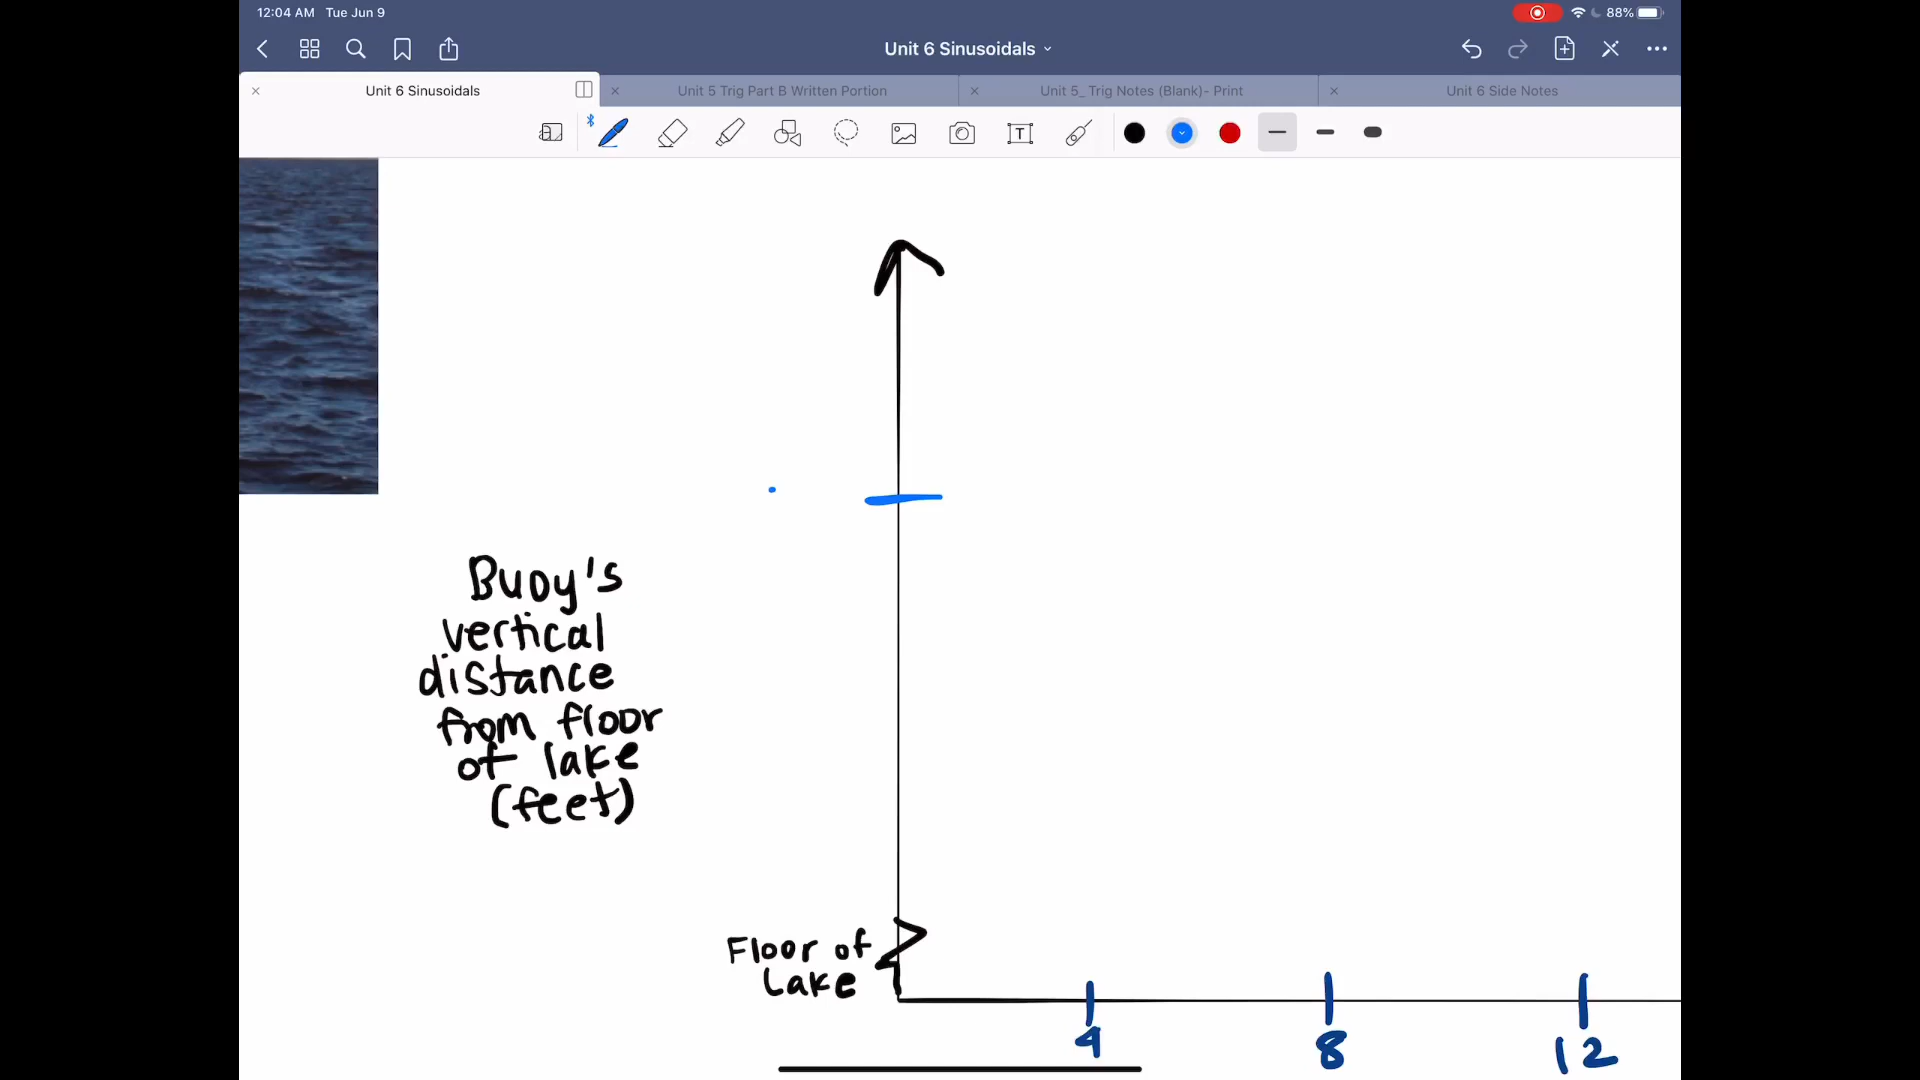 12:04 AM Tue Jun 9
88%
Unit 6 Sinusoidals
Unit 6 Sinusoidals
Unit 5 Trig Part B Written Portion
Unit 5_ Trig Notes (Blank)- Print
Unit 6 Side Notes
Buoy's
vertical
distance
from floor
of lake
(feet)
Floor of
Lake
4
8
12